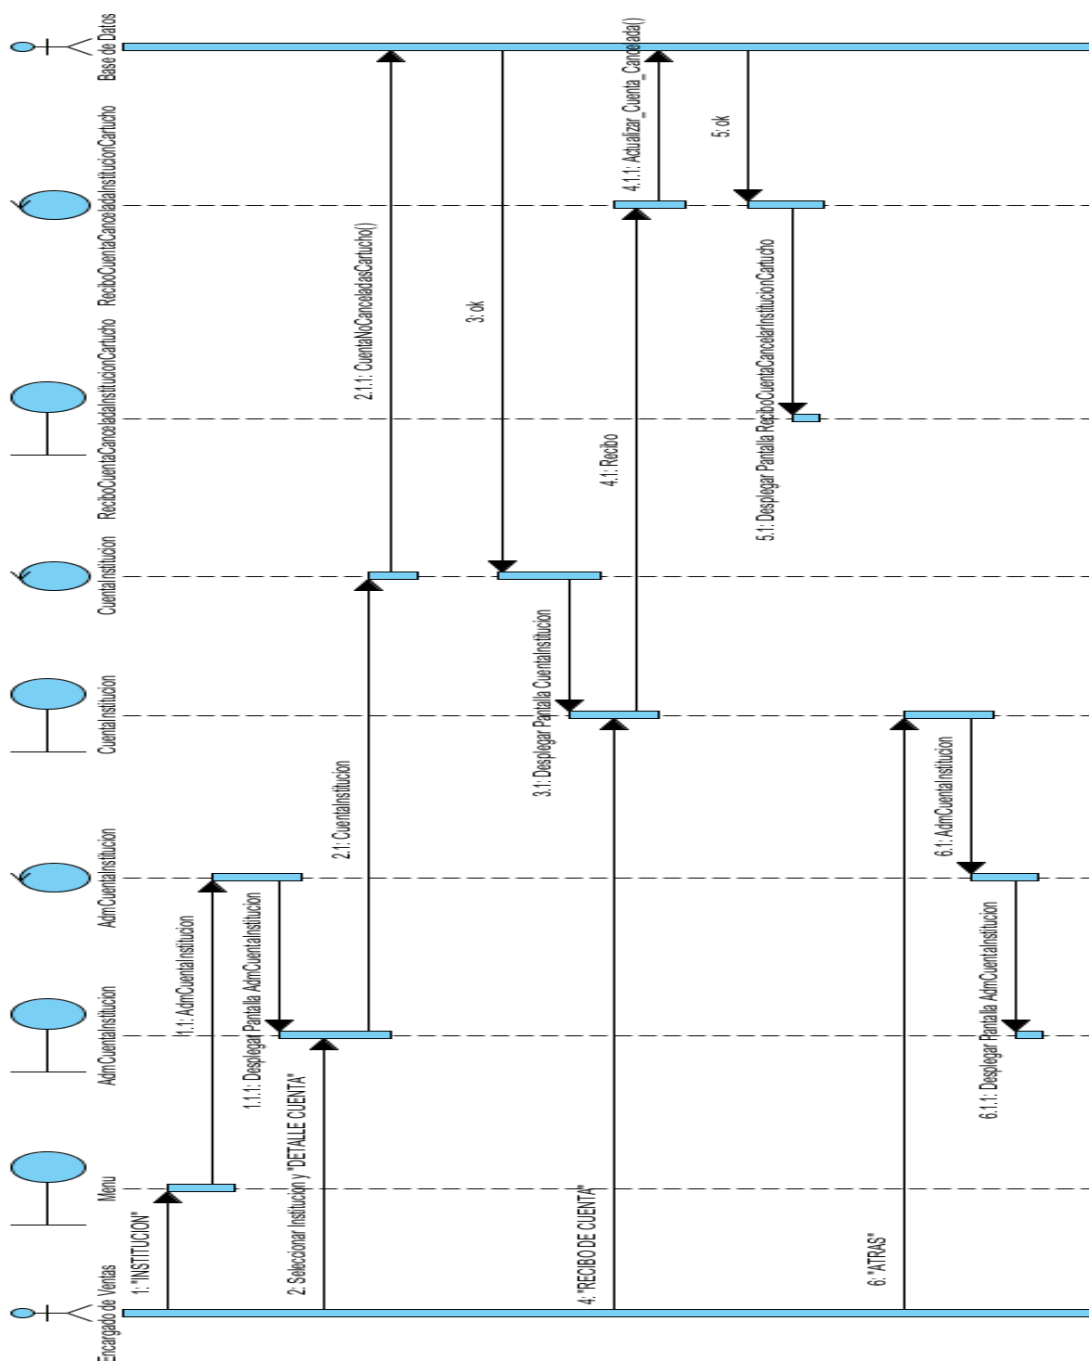 Encargado de Ventas
Menu
AdmCuentaInstitucion
AdmCuentaInstitucion
CuentaInstitucion
CuentaInstitucion
ReciboCuentaCanceladaInstitucionCartucho
ReciboCuentaCanceladaInstitucionCartucho
Base de Datos
1: "INSTITUCION"
1.1: AdmCuentaInstitucion
1.1.1: Desplegar Pantalla AdmCuentaInstitucion
2: Seleccionar Institucion y "DETALLE CUENTA"
2.1: CuentaInstitucion
2.1.1: CuentaNoCanceladasCartucho()
3: ok
3.1: Desplegar Pantalla CuentaInstitucion
4: "RECIBO DE CUENTA"
4.1: Recibo
4.1.1: Actualizar_Cuenta_Cancelada()
5: ok
5.1: Desplegar Pantalla ReciboCuentaCancelarInstitucionCartucho
6: "ATRAS"
6.1: AdmCuentaInstitucion
6.1.1: Desplegar Pantalla AdmCuentaInstitucion